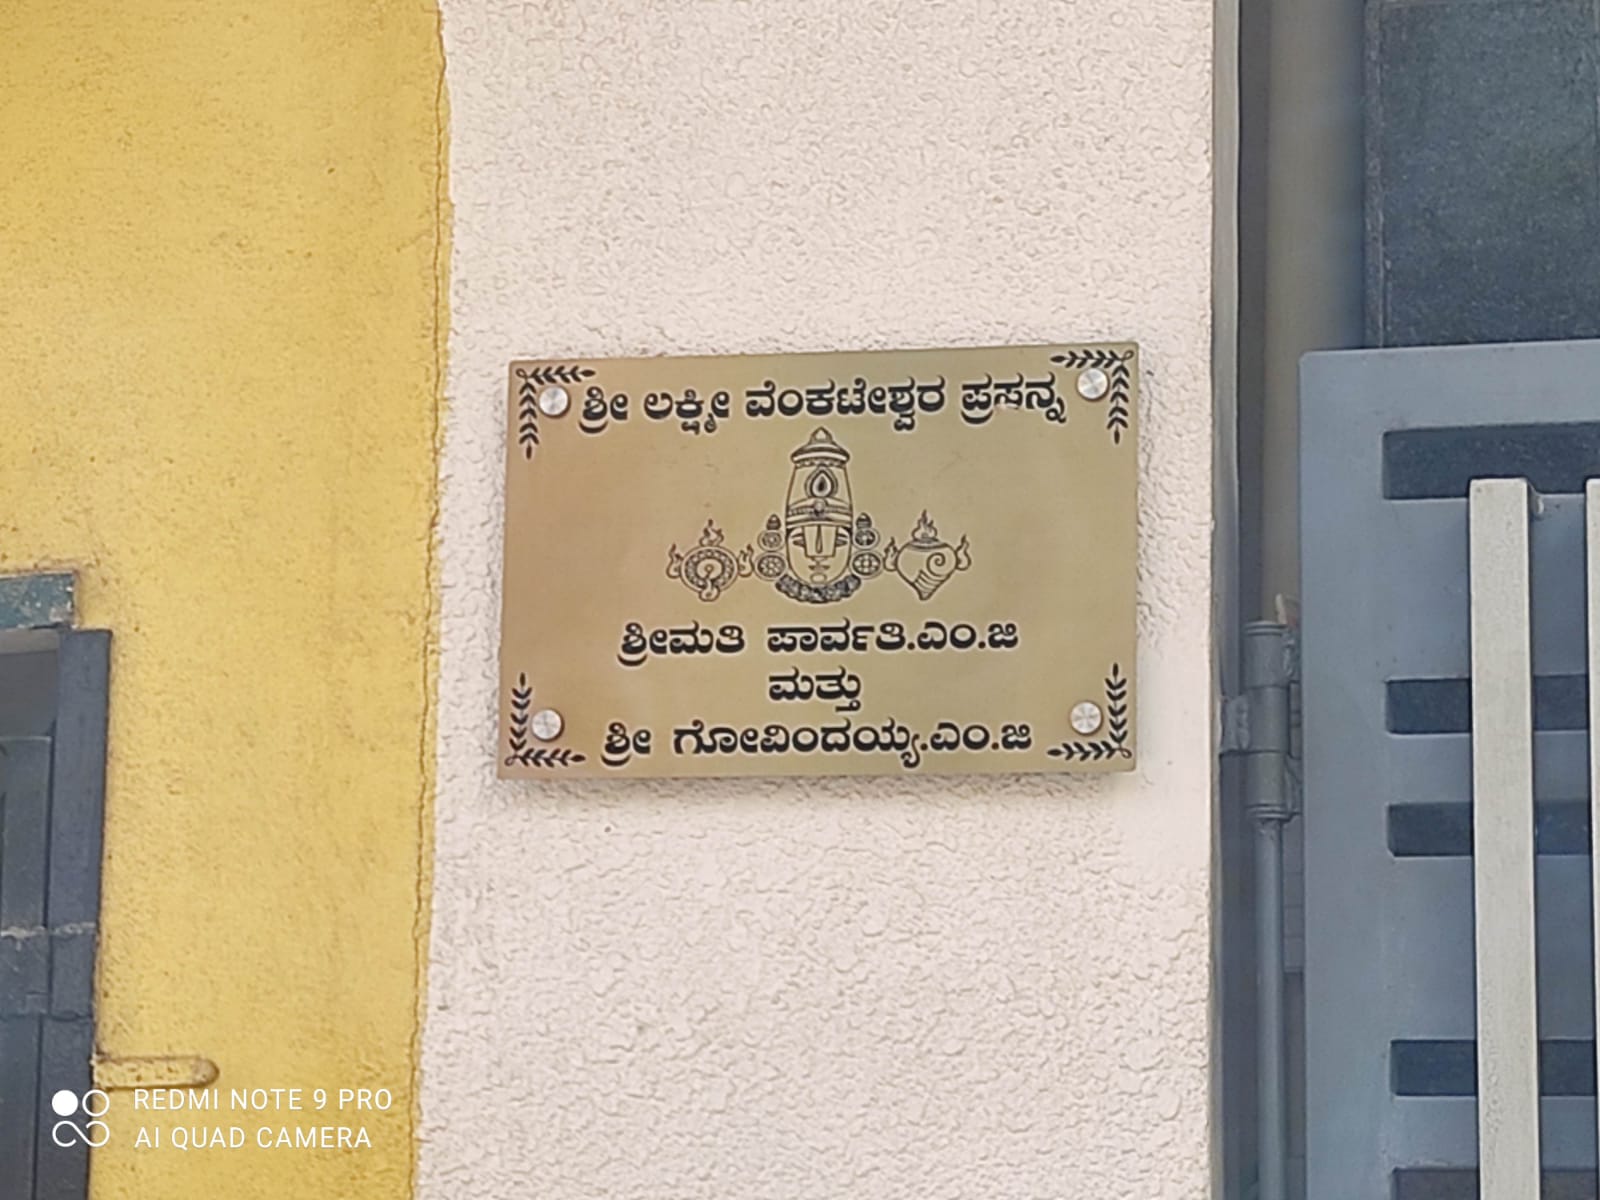 ಶ್ರೀ ಲಕ್ಷ್ಮೀ ವೆಂಕಟೇಶ್ವರ ಪ್ರಸನ್ನ
ಶ್ರೀಮತಿ ಪಾರ್ವತಿ.ಎಂ.ಜಿ
ಮತ್ತು
ಶ್ರೀ ಗೋವಿಂದಯ್ಯ.ಎಂ.ಜಿ
REDMI NOTE 9 PRO
AI QUAD CAMERA